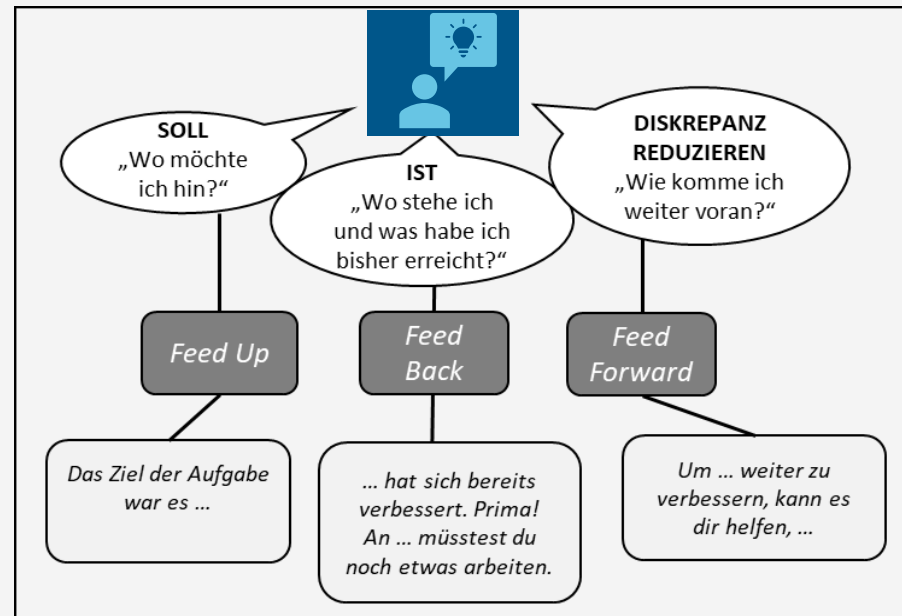 SOLL
„Wo möchte
ich hin?“
IST
„Wo stehe ich
und was habe ich
bisher erreicht?“
DISKREPANZ
REDUZIEREN
„Wie komme ich
weiter voran?“
Feed Up
Feed
Back
Feed
Forward
Das Ziel der Aufgabe
war es …
… hat sich bereits
verbessert. Prima!
An … müsstest du
noch etwas arbeiten.
Um … weiter zu
verbessern, kann es
dir helfen, …